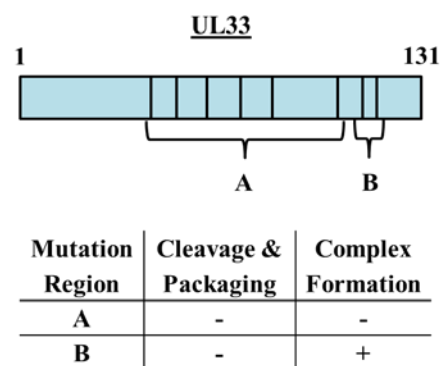 UL33
1 131
A B
Mutation Region Cleavage & Packaging Complex Formation
A - -
B - +